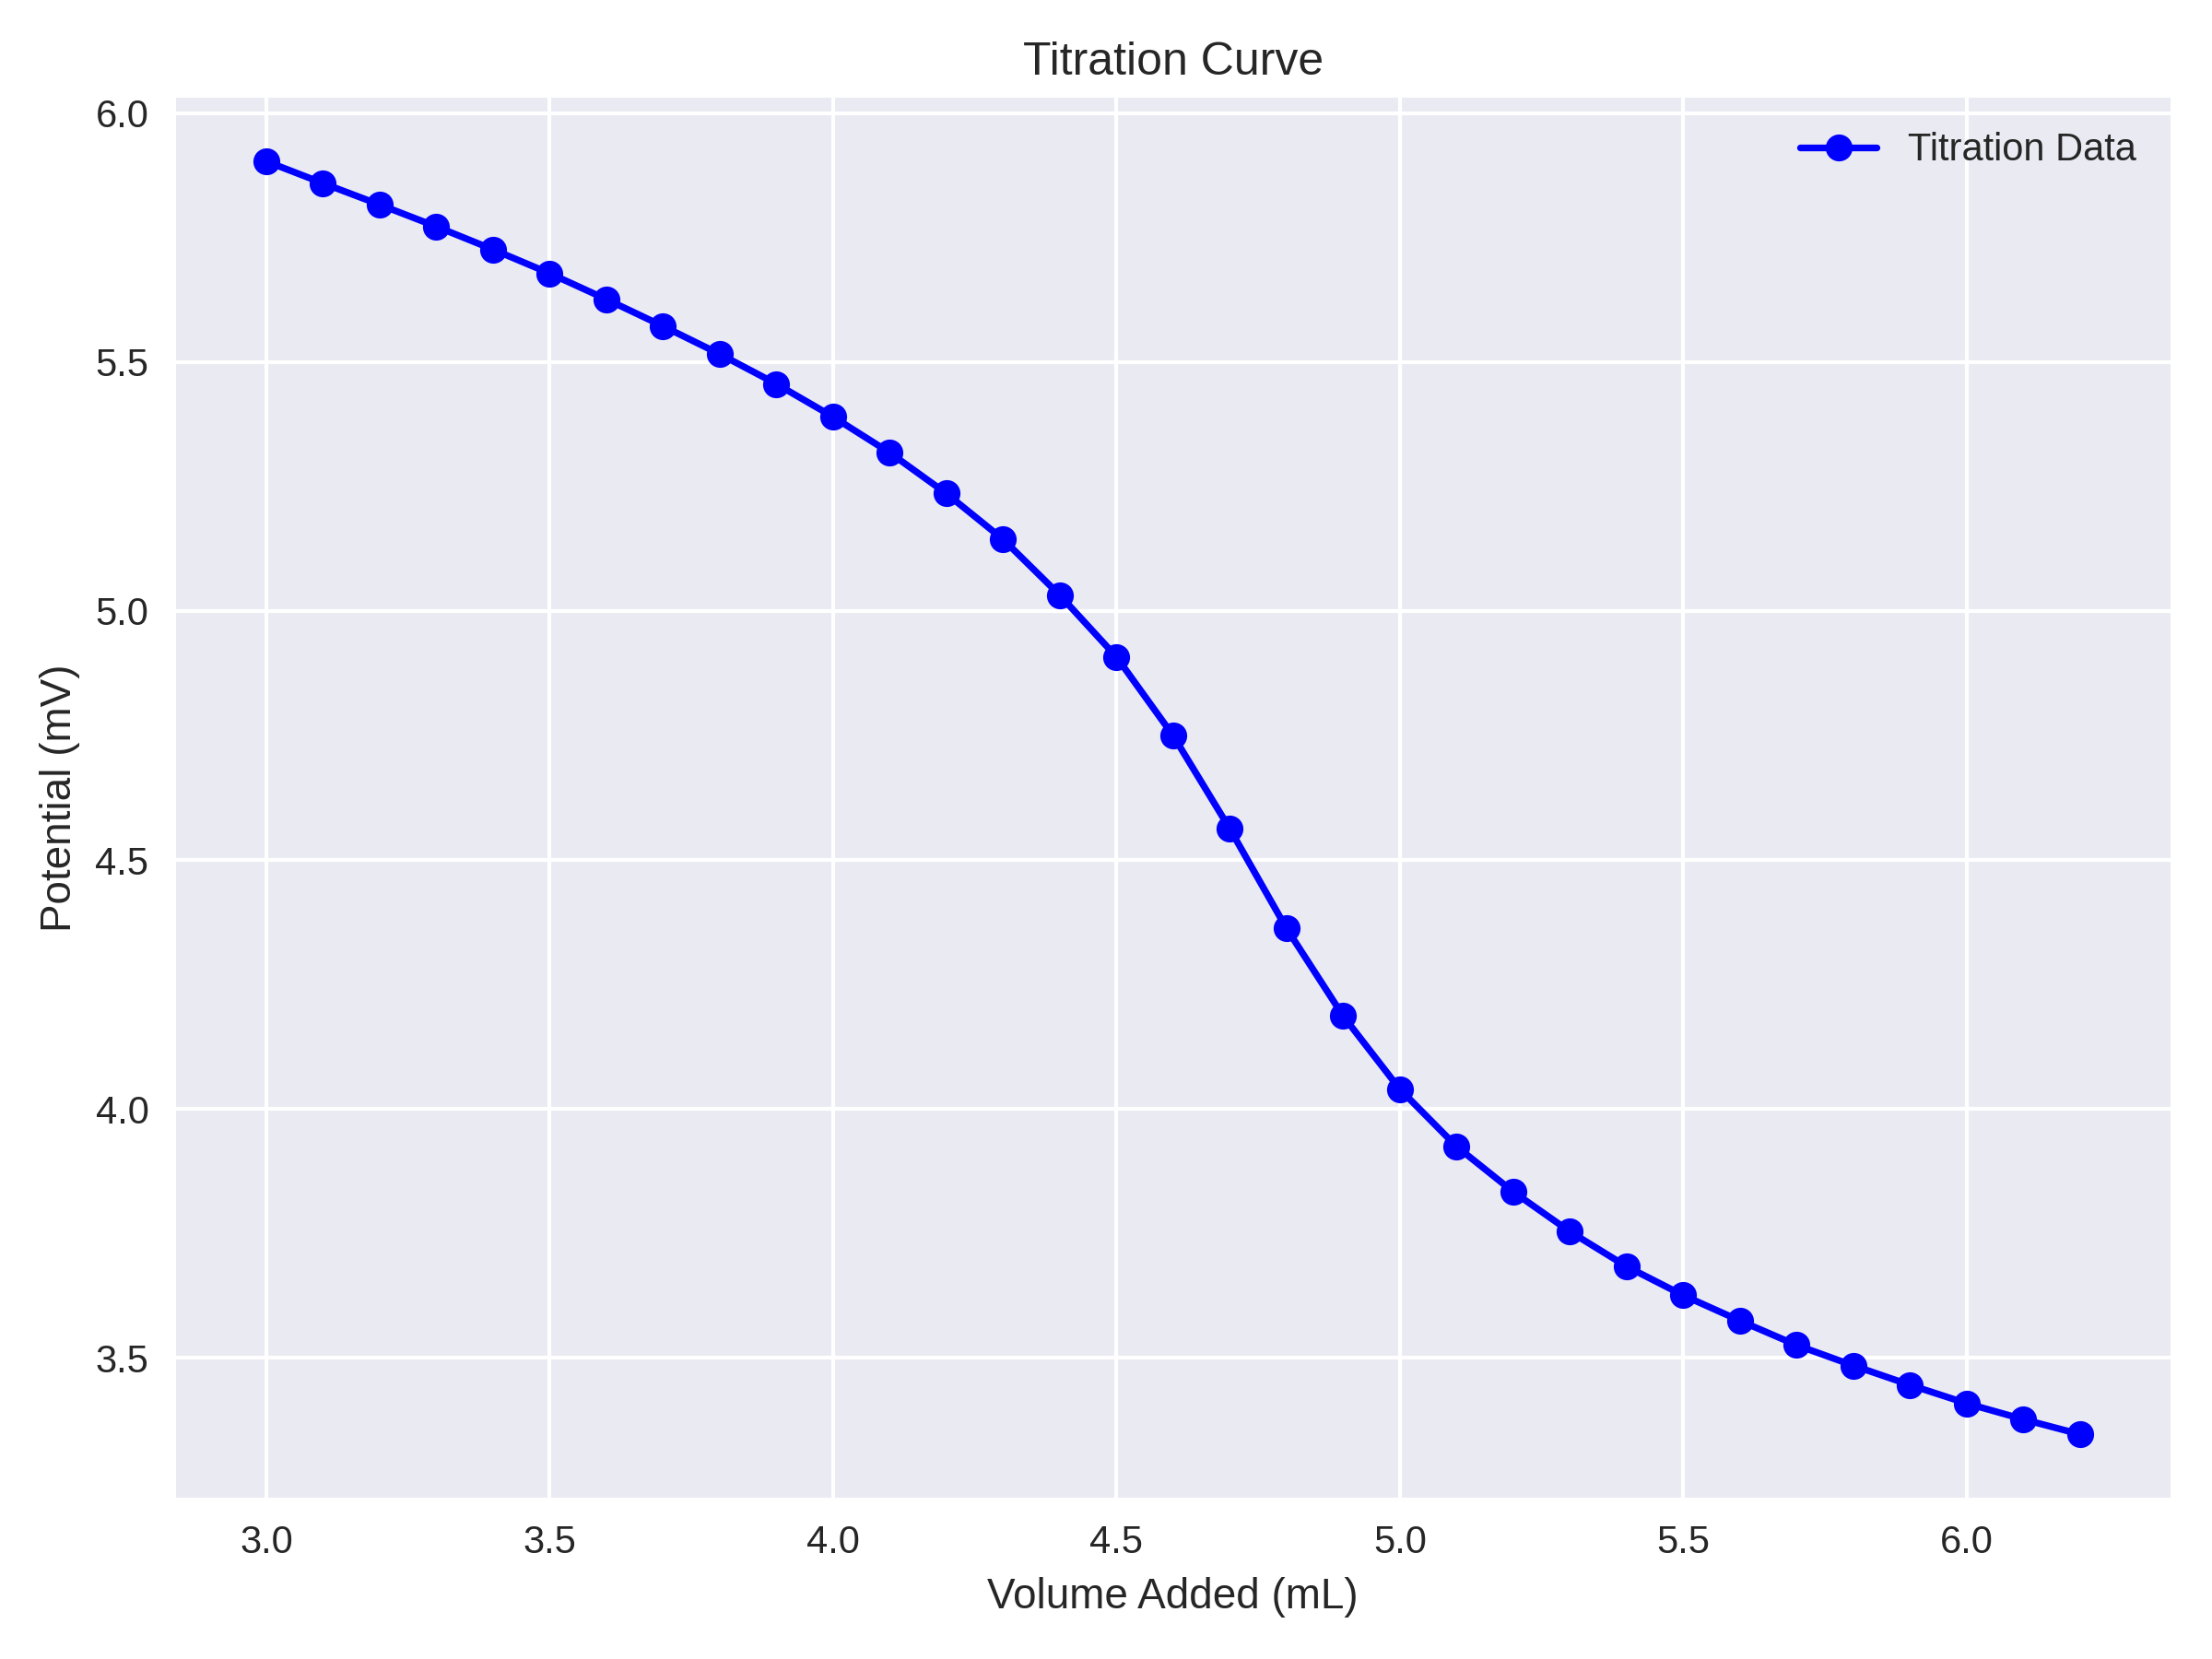 Titration Curve
6.0
Titration Data
5.5
5.0
4.5
4.0
3.5
Potential (mV)
3.0 3.5 4.0 4.5 5.0 5.5 6.0
Volume Added (mL)